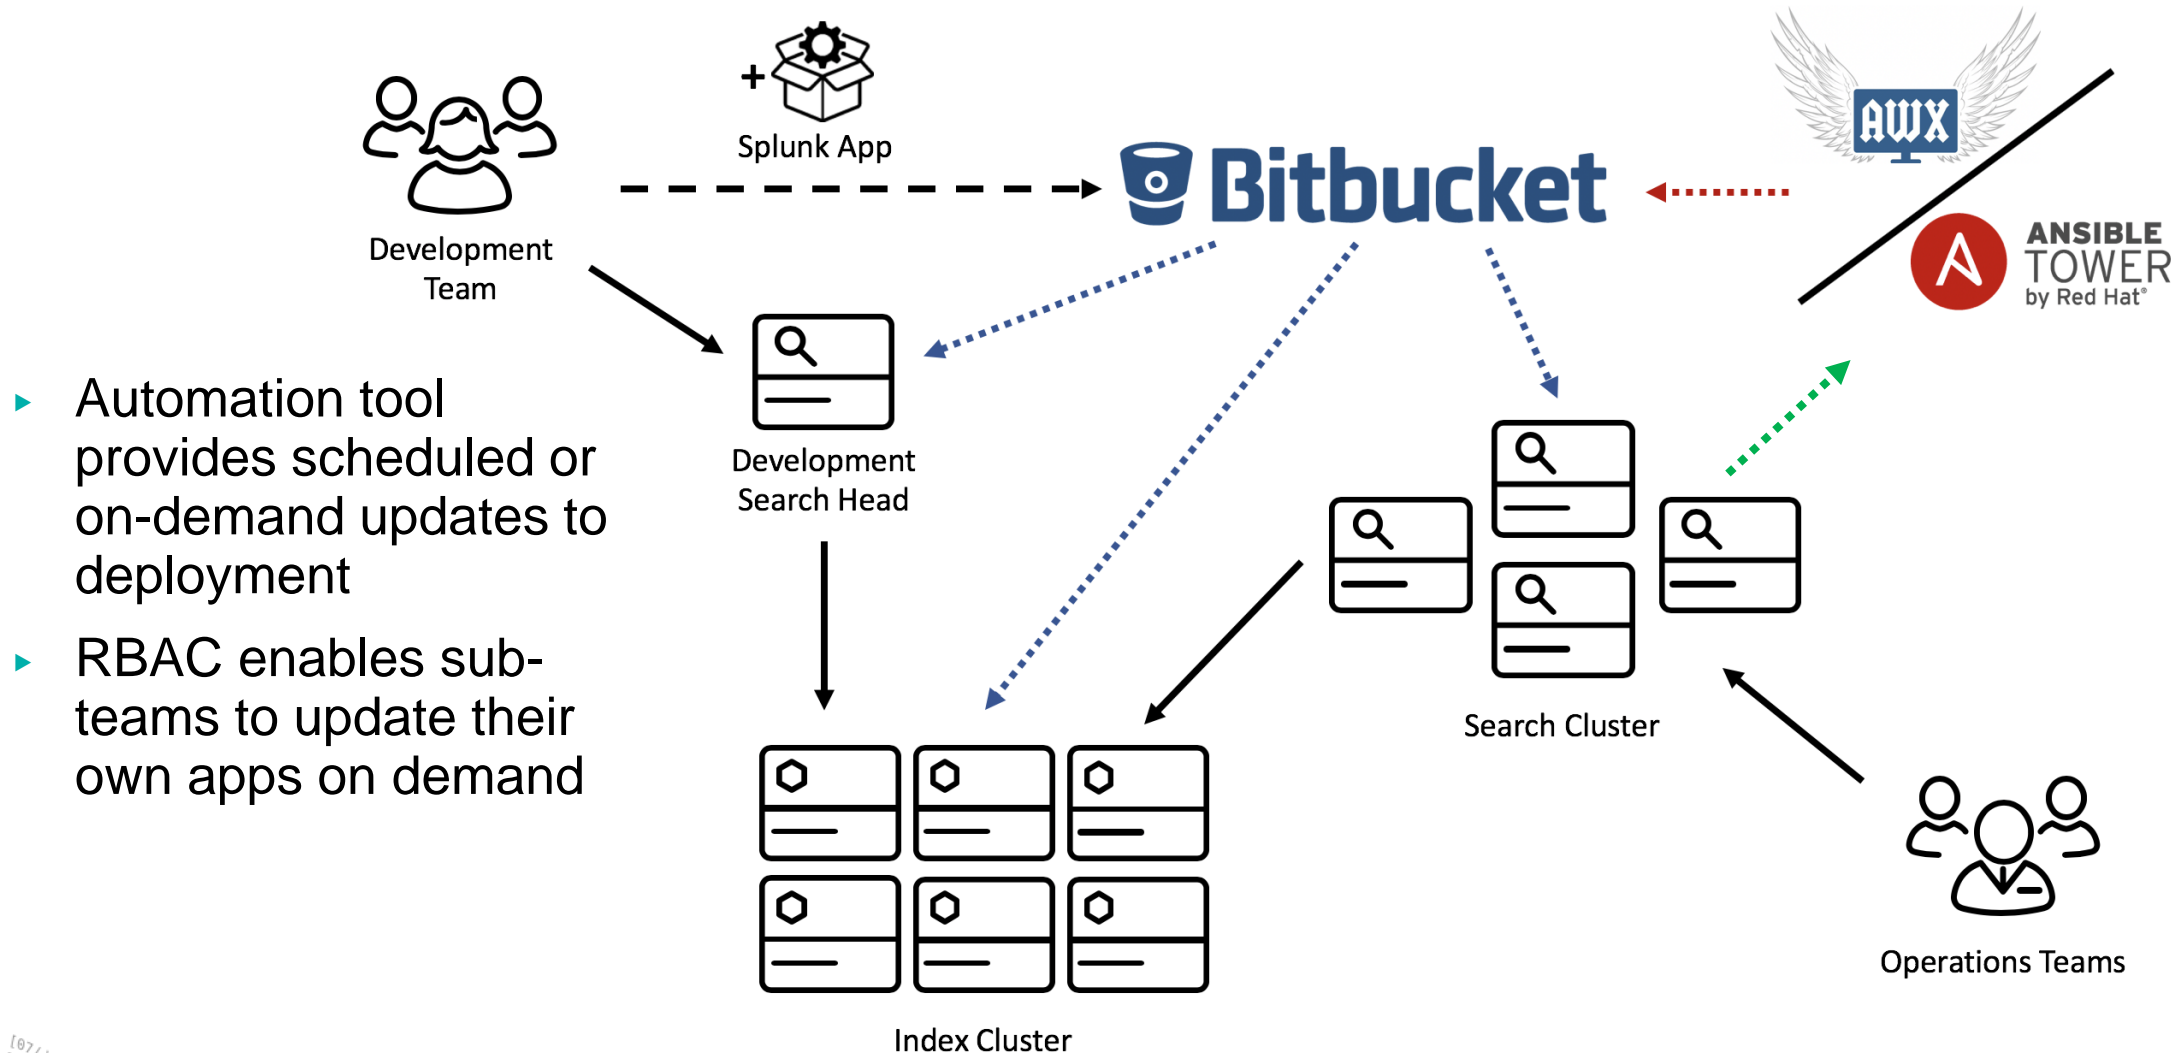 +
Splunk App
AWX
Bitbucket
ANSIBLE
TOWER
by Red Hat®
Development
Team
Automation tool
provides scheduled or
on-demand updates to
deployment
RBAC enables sub-
teams to update their
own apps on demand
Development
Search Head
Search Cluster
Operations Teams
Index Cluster